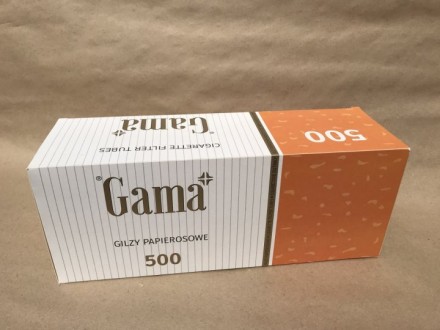 CIGARETTE FILTER TUBES
Gama
500
® Gama
GILZY PAPIEROSOWE
500